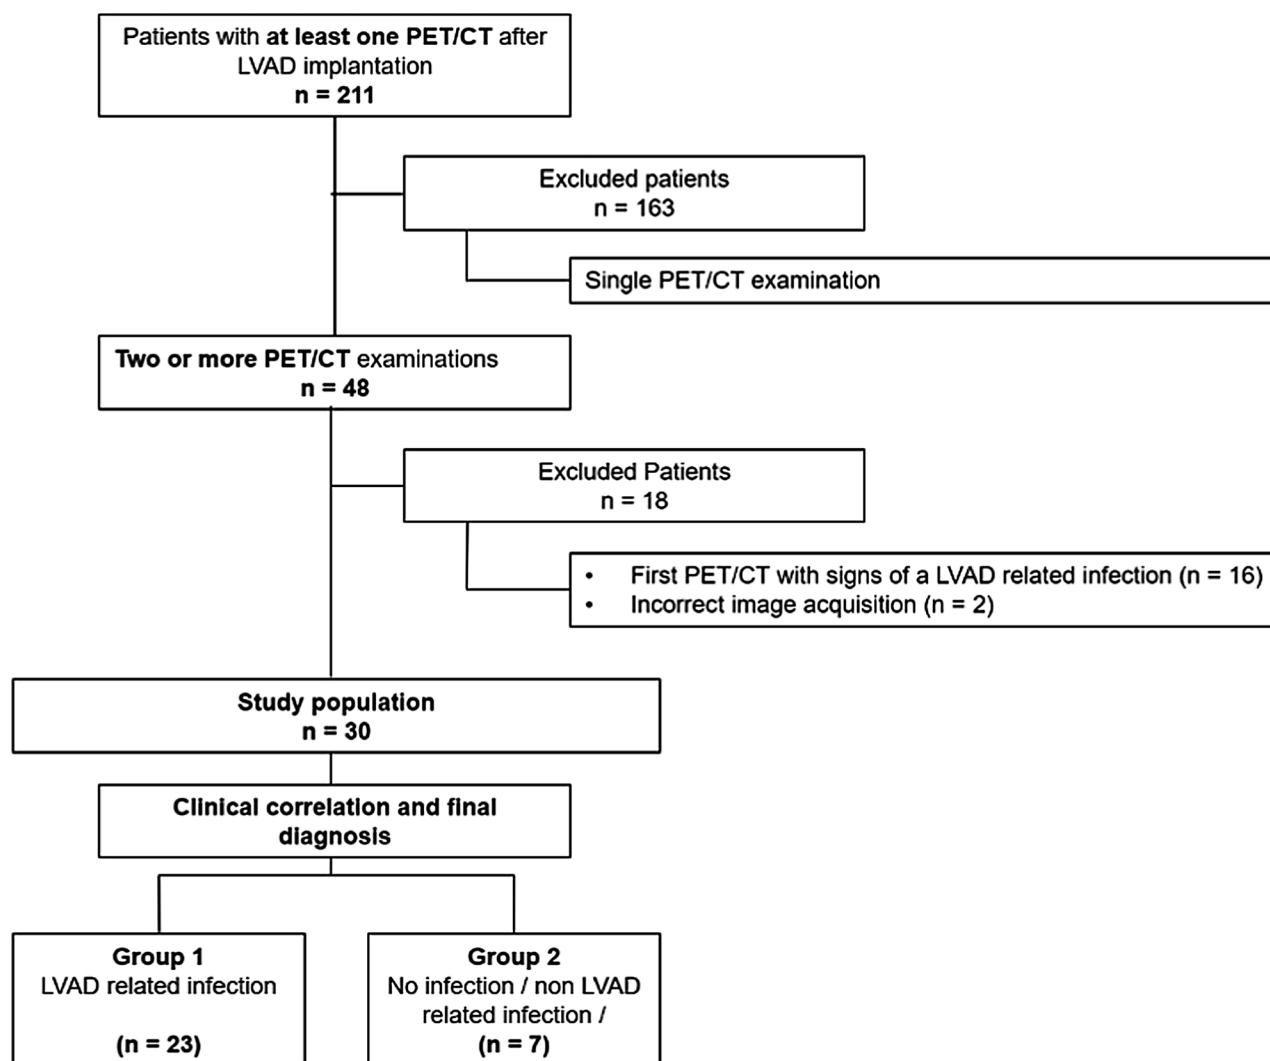 Patients with at least one PET/CT after
LVAD implantation
n = 211
Excluded patients
n = 163
Single PET/CT examination
Two or more PET/CT examinations
n = 48
Excluded Patients
n = 18
• First PET/CT with signs of a LVAD related infection (n = 16)
• Incorrect image acquisition (n = 2)
Study population
n = 30
Clinical correlation and final
diagnosis
Group 1
LVAD related infection
(n = 23)
Group 2
No infection / non LVAD
related infection /
(n = 7)